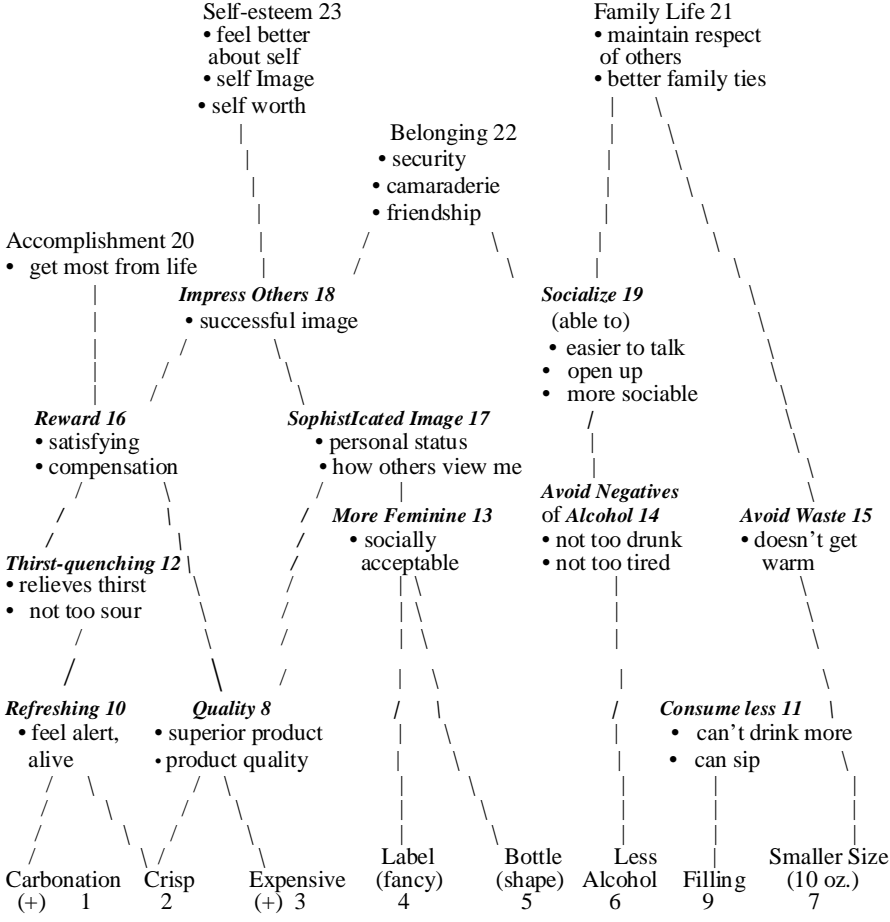 Self-esteem 23
• feel better
about self
• self Image
• self worth
Family Life 21
• maintain respect
of others
• better family ties
Belonging 22
• security
• camaraderie
• friendship
Accomplishment 20
• get most from life
Impress Others 18
• successful image
Socialize 19
(able to)
• easier to talk
• open up
• more sociable
Reward 16
• satisfying
• compensation
SophistIcated Image 17
• personal status
• how others view me
More Feminine 13
• socially
acceptable
Avoid Negatives
of Alcohol 14
• not too drunk
• not too tired
Avoid Waste 15
• doesn't get
warm
Thirst-quenching 12
• relieves thirst
• not too sour
Refreshing 10
• feel alert,
alive
Quality 8
• superior product
• product quality
Consume less 11
• can't drink more
• can sip
Carbonation
(+) 1
Crisp
2
Expensive
(+) 3
Label
(fancy)
4
Bottle
(shape)
5
Less
Alcohol
6
Filling
9
Smaller Size
(10 oz.)
7